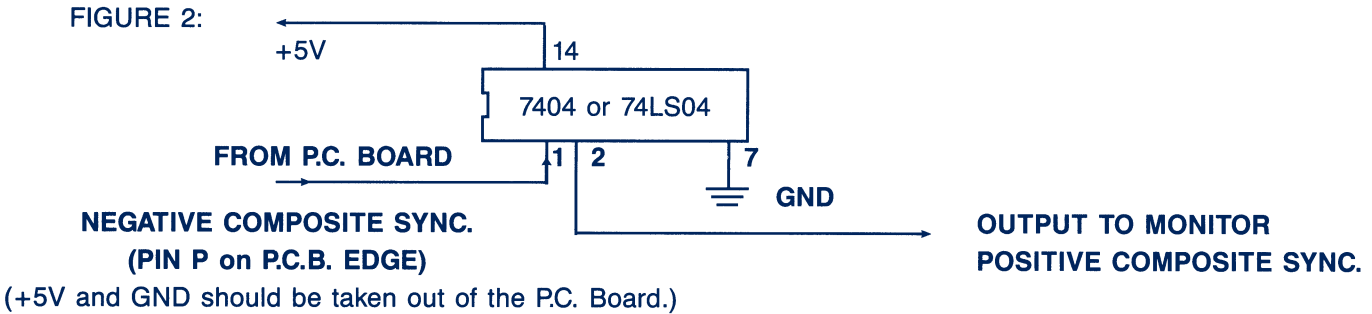 FIGURE 2:
+5V
14
7404 or 74LS04
FROM P.C. BOARD
1
2
7
GND
NEGATIVE COMPOSITE SYNC.
(PIN P on P.C.B. EDGE)
OUTPUT TO MONITOR
POSITIVE COMPOSITE SYNC.
(+5V and GND should be taken out of the P.C. Board.)